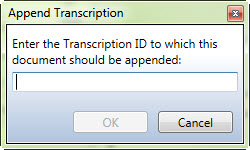 Append Transcription
Enter the Transcription ID to which this
document should be appended:
OK
Cancel